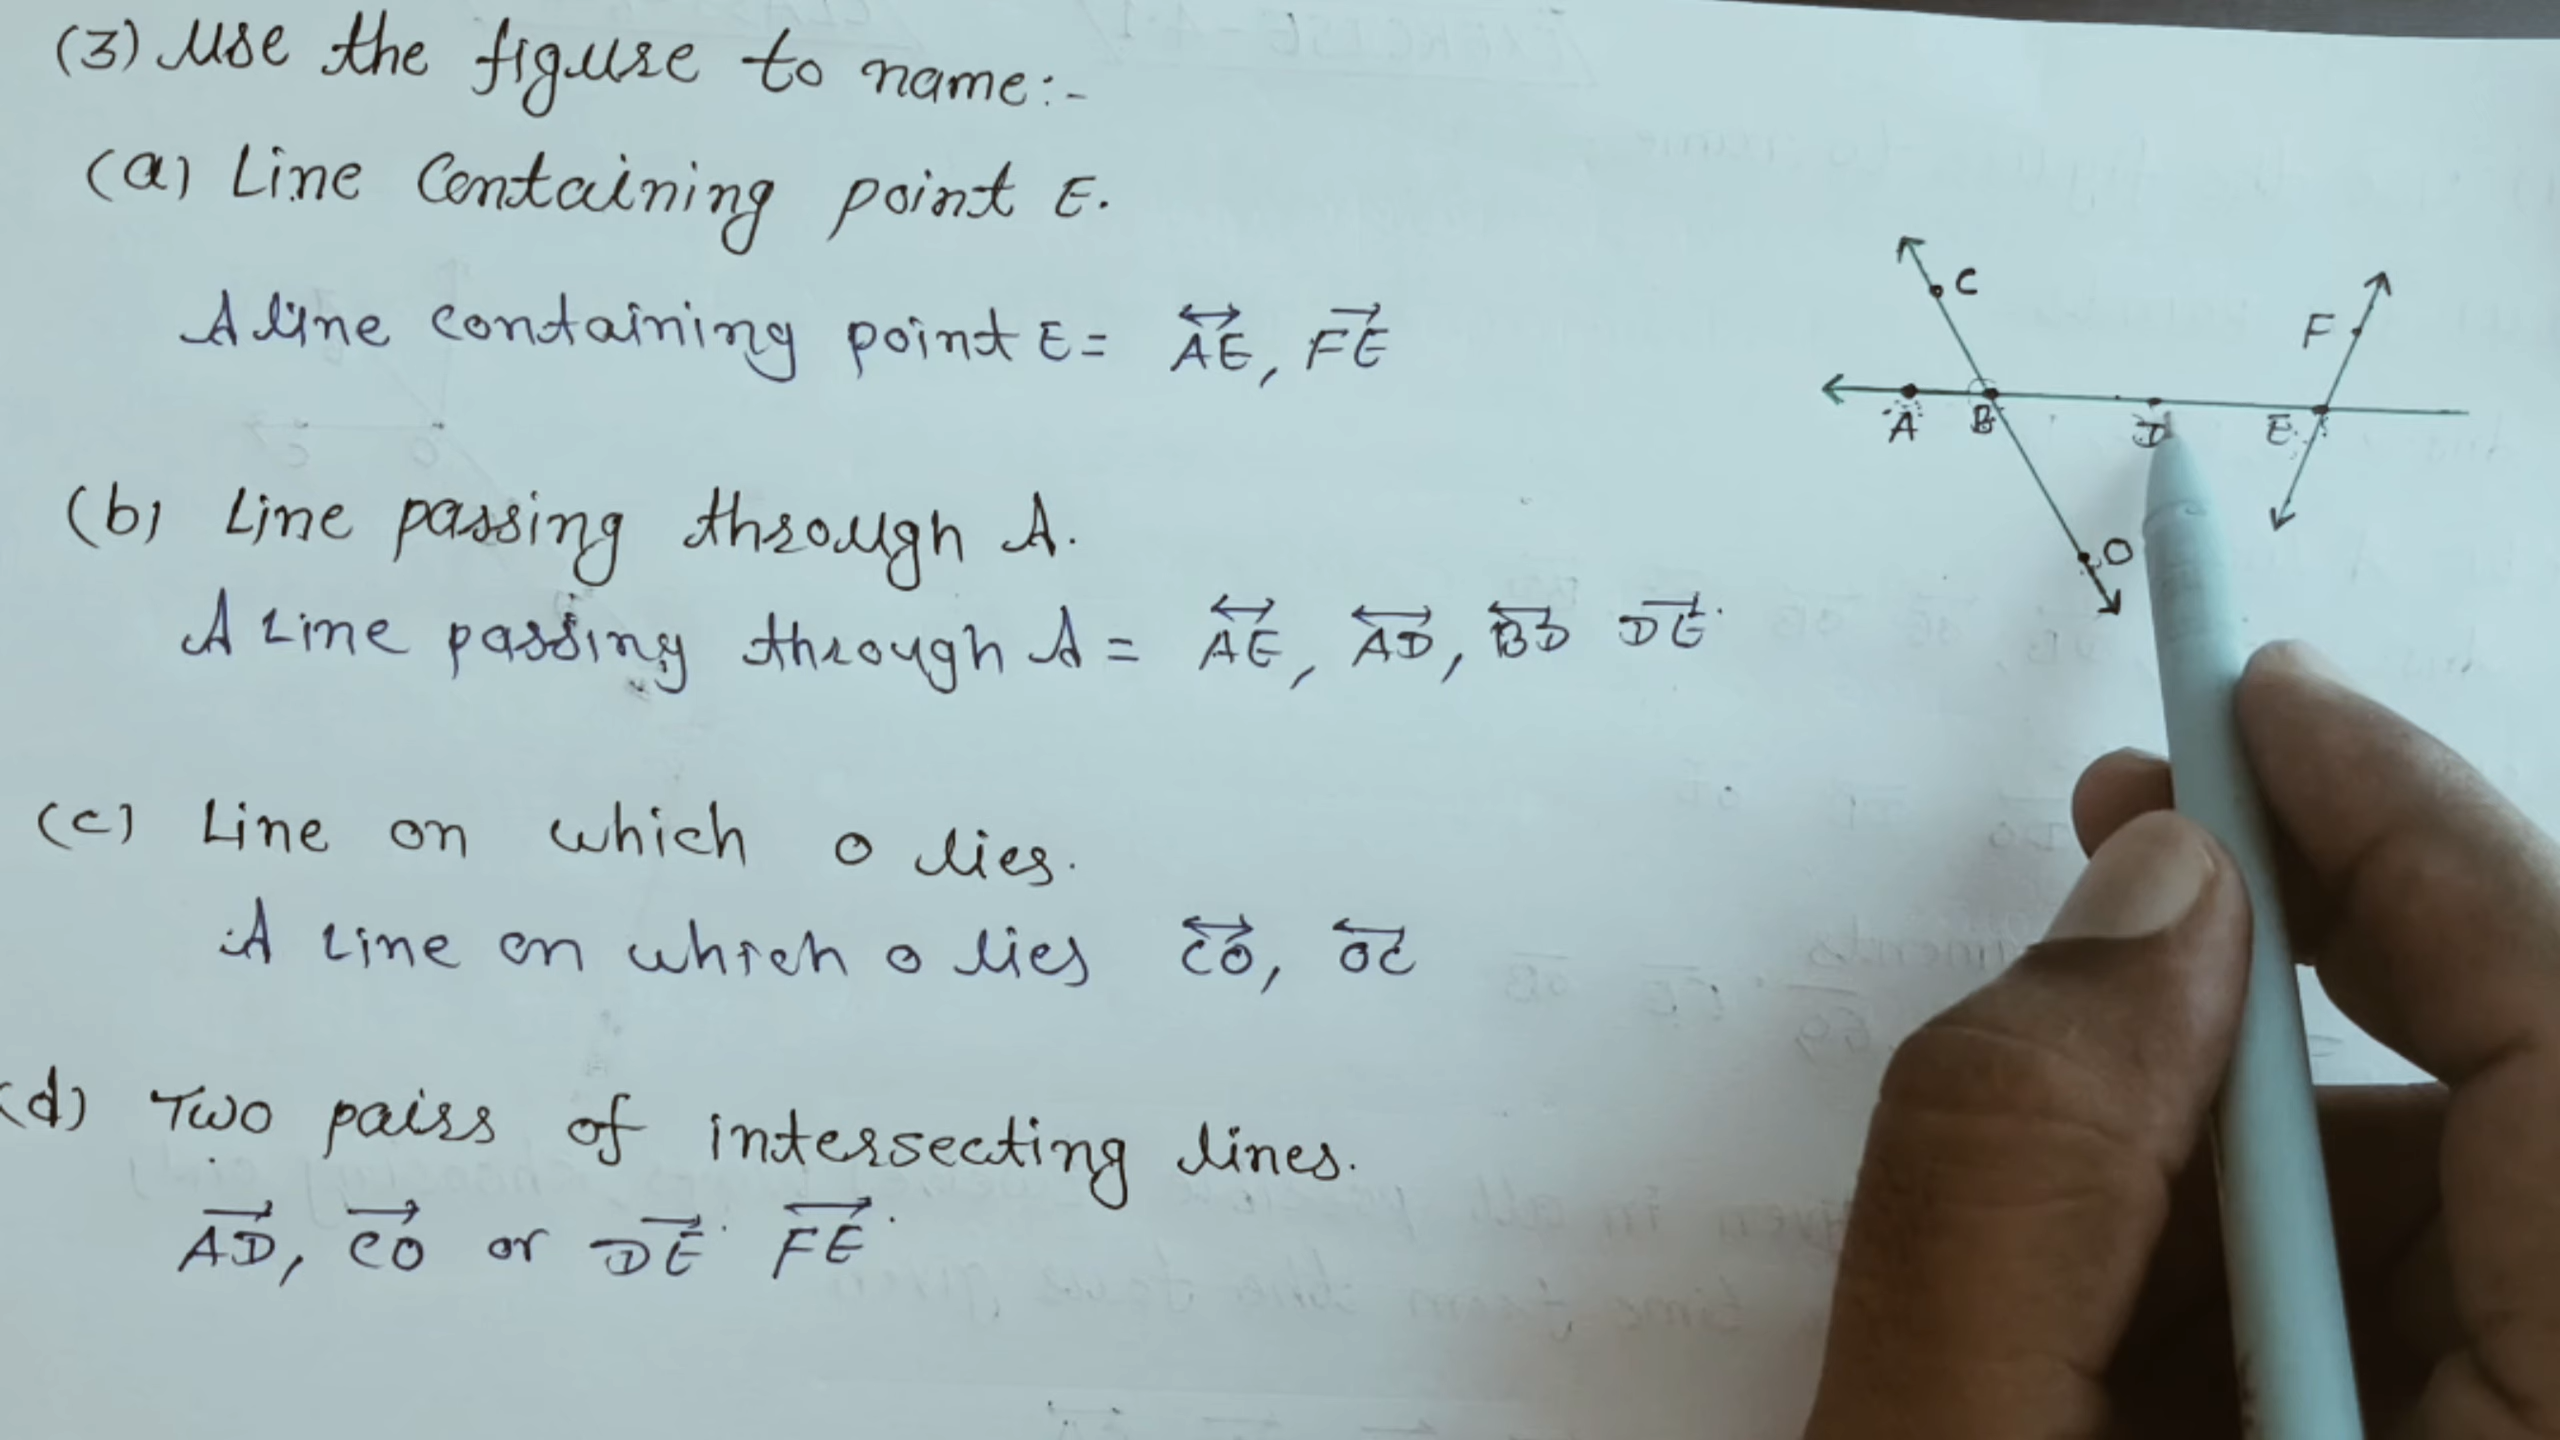 (3) Use the figure to name:-
(a) Line Containing point E.
A line containing point E = AE, FE
(b) Line passing through A.
A Line passing through A = AE, AD, BD DE
(c) Line on which O lies.
A Line on which O lies CO, OC
(d) Two pairs of intersecting lines.
AD, CO or DE FE
C
F
A B D E
O